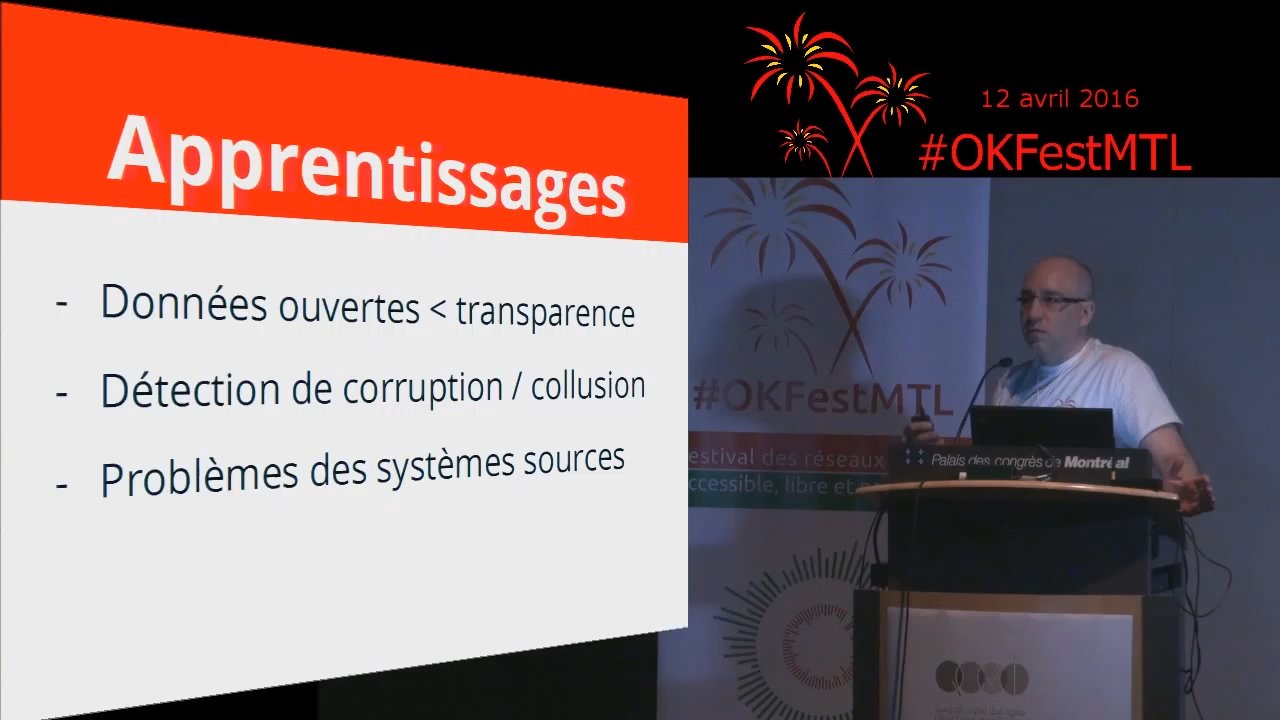 Apprentissages
- Données ouvertes < transparence
- Détection de corruption / collusion
- Problèmes des systèmes sources
12 avril 2016
#OKFestMTL
#OKFestMTL
estival des réseaux
ccessible, libre et
Palais des congrès de Montréal